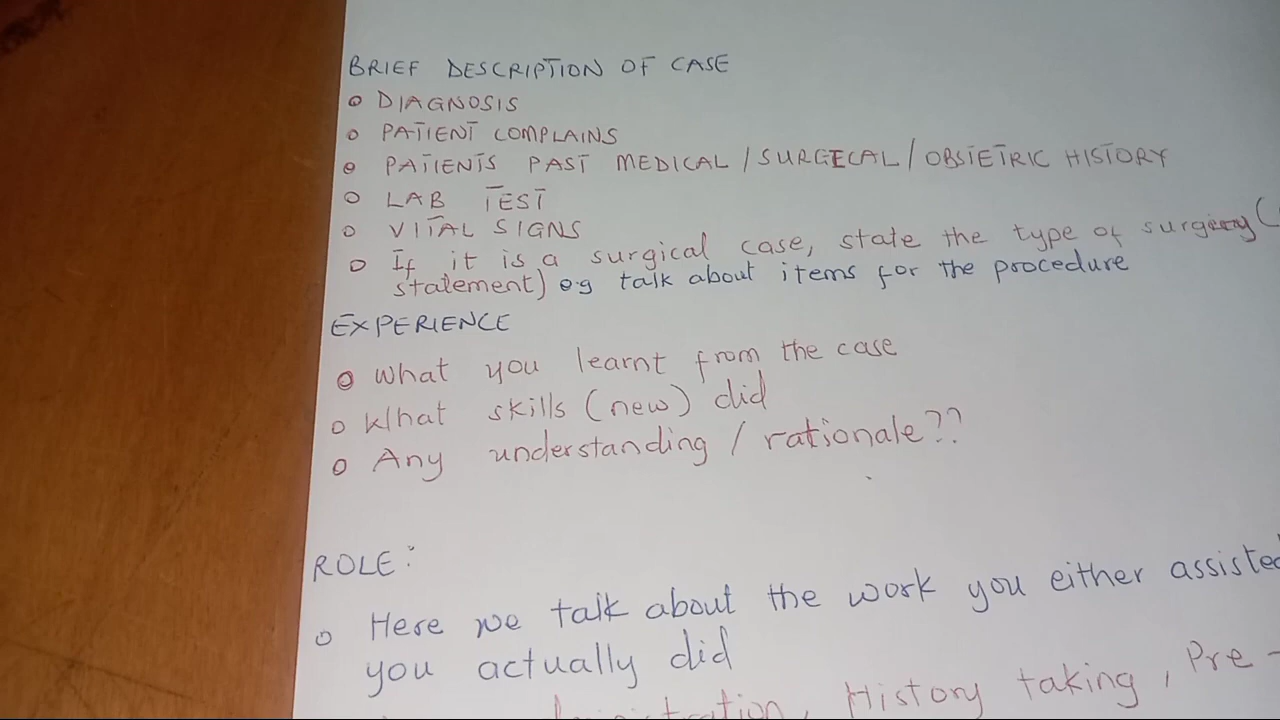 BRIEF DESCRIPTION OF CASE
o DIAGNOSIS
o PATIENT COMPLAINS
o PATIENTS PAST MEDICAL / SURGECAL / OBSTETRIC HISTORY
o LAB TEST
o VITAL SIGNS
o If it is a surgical case, state the type of surgery (
statement) eg talk about items for the procedure
EXPERIENCE
o What you learnt from the case
o What skills (new) did
o Any understanding / rationale??
ROLE:
o Here we talk about the work you either assisted
you actually did
History taking, Pre-